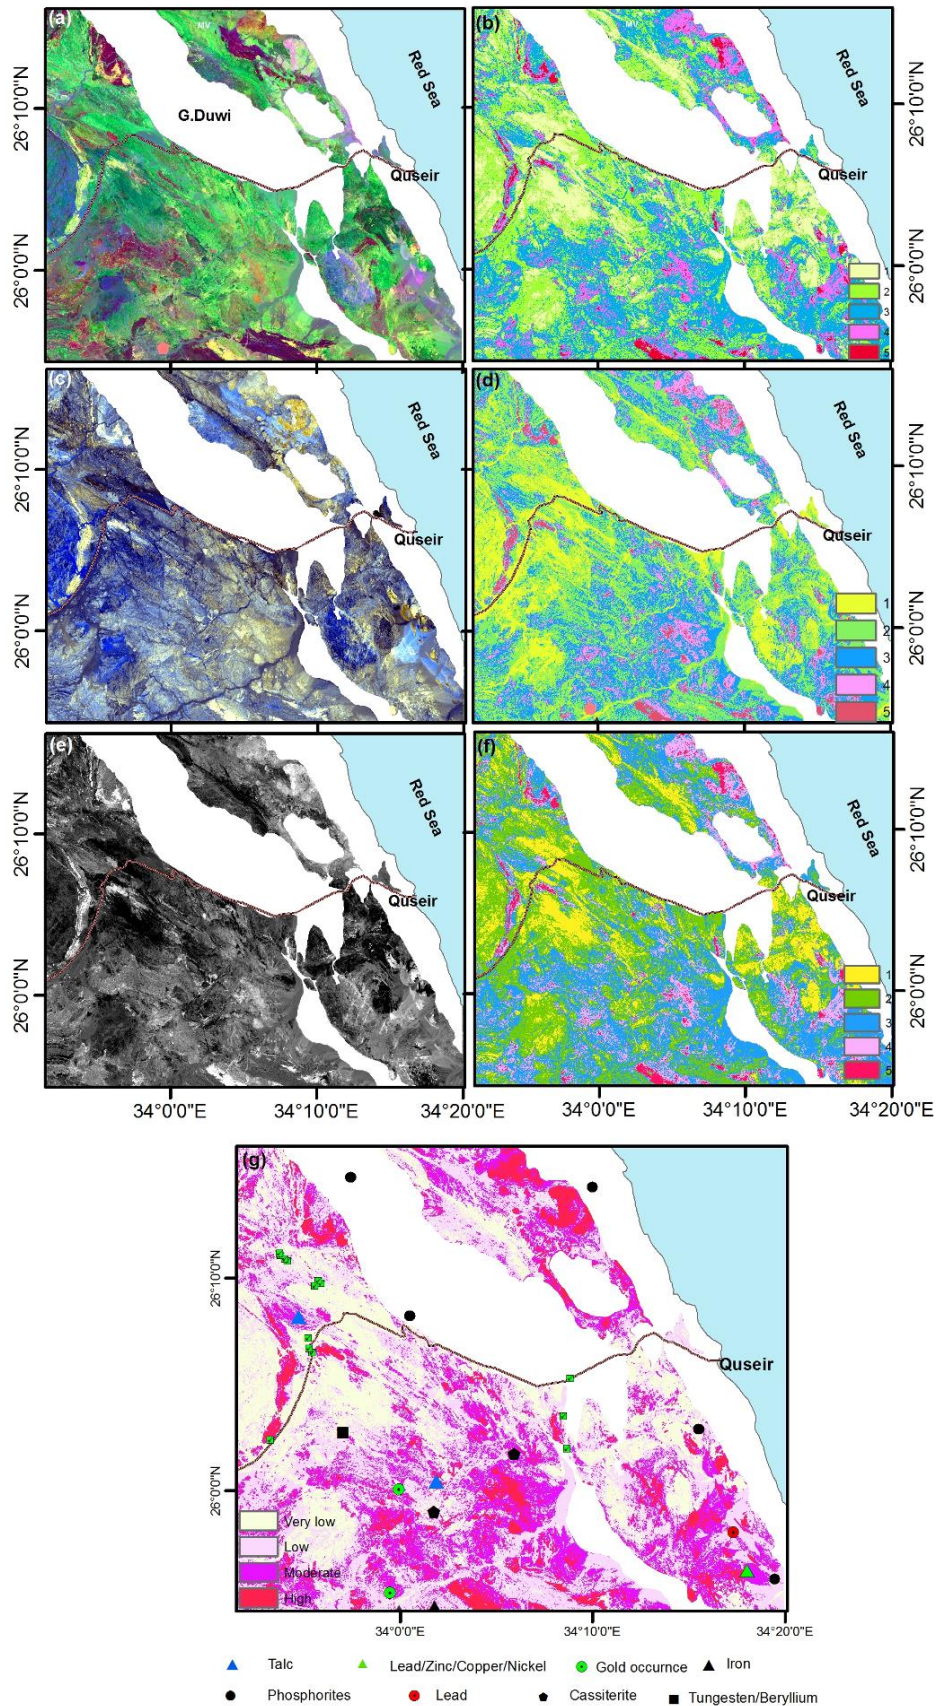 (a)
MV
G.Duwi
Red Sea
Quseir
26°10'0"N
26°0'0"N
(b)
MV
Red Sea
Quseir
26°10'0"N
26°0'0"N
1
2
3
4
5
(c)
Red Sea
Quseir
26°10'0"N
26°0'0"N
(d)
Red Sea
Quseir
26°10'0"N
26°0'0"N
1
2
3
4
5
(e)
Red Sea
Quseir
26°10'0"N
26°0'0"N
34°0'0"E 34°10'0"E 34°20'0"E
(f)
Red Sea
Quseir
26°10'0"N
26°0'0"N
1
2
3
4
5
34°0'0"E 34°10'0"E 34°20'0"E
(g)
26°10'0"N
Quseir
26°0'0"N
Very low
Low
Moderate
High
34°0'0"E 34°10'0"E 34°20'0"E
Talc Lead/Zinc/Copper/Nickel Gold occurnce Iron
Phosphorites Lead Cassiterite Tungesten/Beryllium